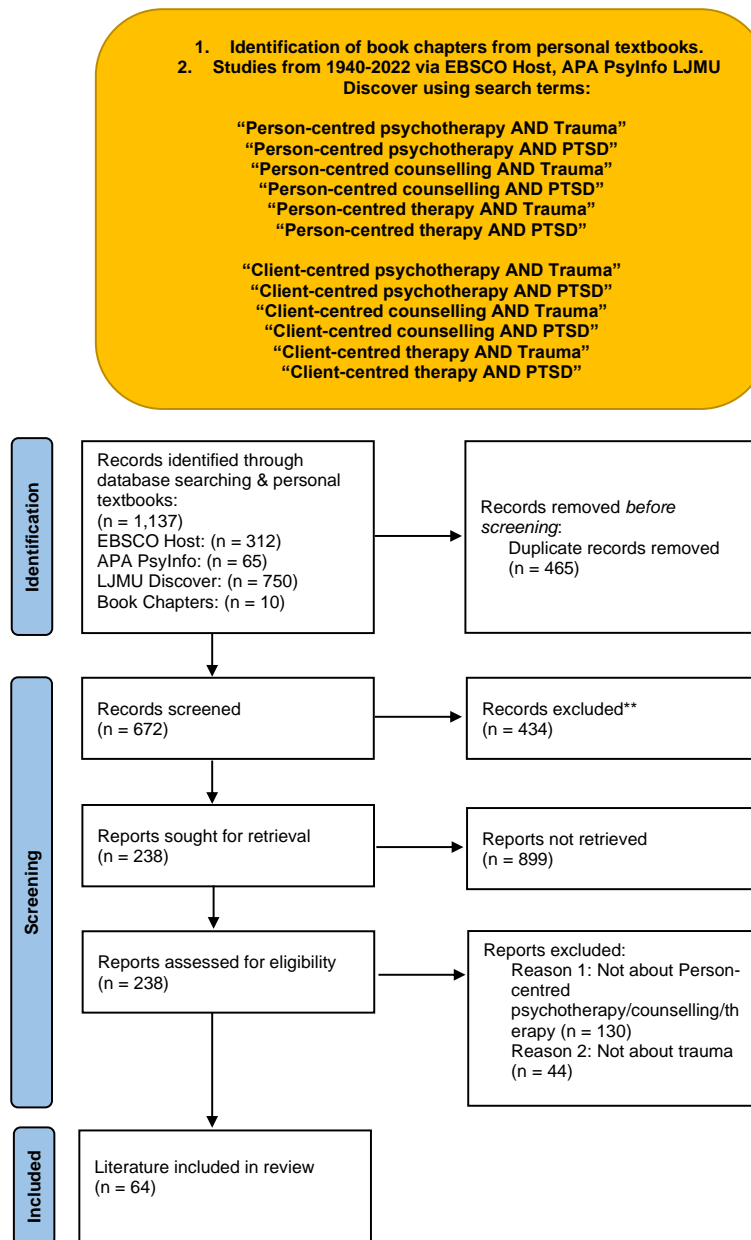 1. Identification of book chapters from personal textbooks.
2. Studies from 1940-2022 via EBSCO Host, APA PsyInfo LJMU
Discover using search terms:
“Person-centred psychotherapy AND Trauma”
“Person-centred psychotherapy AND PTSD”
“Person-centred counselling AND Trauma”
“Person-centred counselling AND PTSD”
“Person-centred therapy AND Trauma”
“Person-centred therapy AND PTSD”
“Client-centred psychotherapy AND Trauma”
“Client-centred psychotherapy AND PTSD”
“Client-centred counselling AND Trauma”
“Client-centred counselling AND PTSD”
“Client-centred therapy AND Trauma”
“Client-centred therapy AND PTSD”
Identification
Records identified through
database searching & personal
textbooks:
(n = 1,137)
EBSCO Host: (n = 312)
APA PsyInfo: (n = 65)
LJMU Discover: (n = 750)
Book Chapters: (n = 10)
Records removed before
screening:
Duplicate records removed
(n = 465)
Screening
Records screened
(n = 672)
Records excluded**
(n = 434)
Reports sought for retrieval
(n = 238)
Reports not retrieved
(n = 899)
Reports assessed for eligibility
(n = 238)
Reports excluded:
Reason 1: Not about Person-
centred
psychotherapy/counselling/th
erapy (n = 130)
Reason 2: Not about trauma
(n = 44)
Included
Literature included in review
(n = 64)